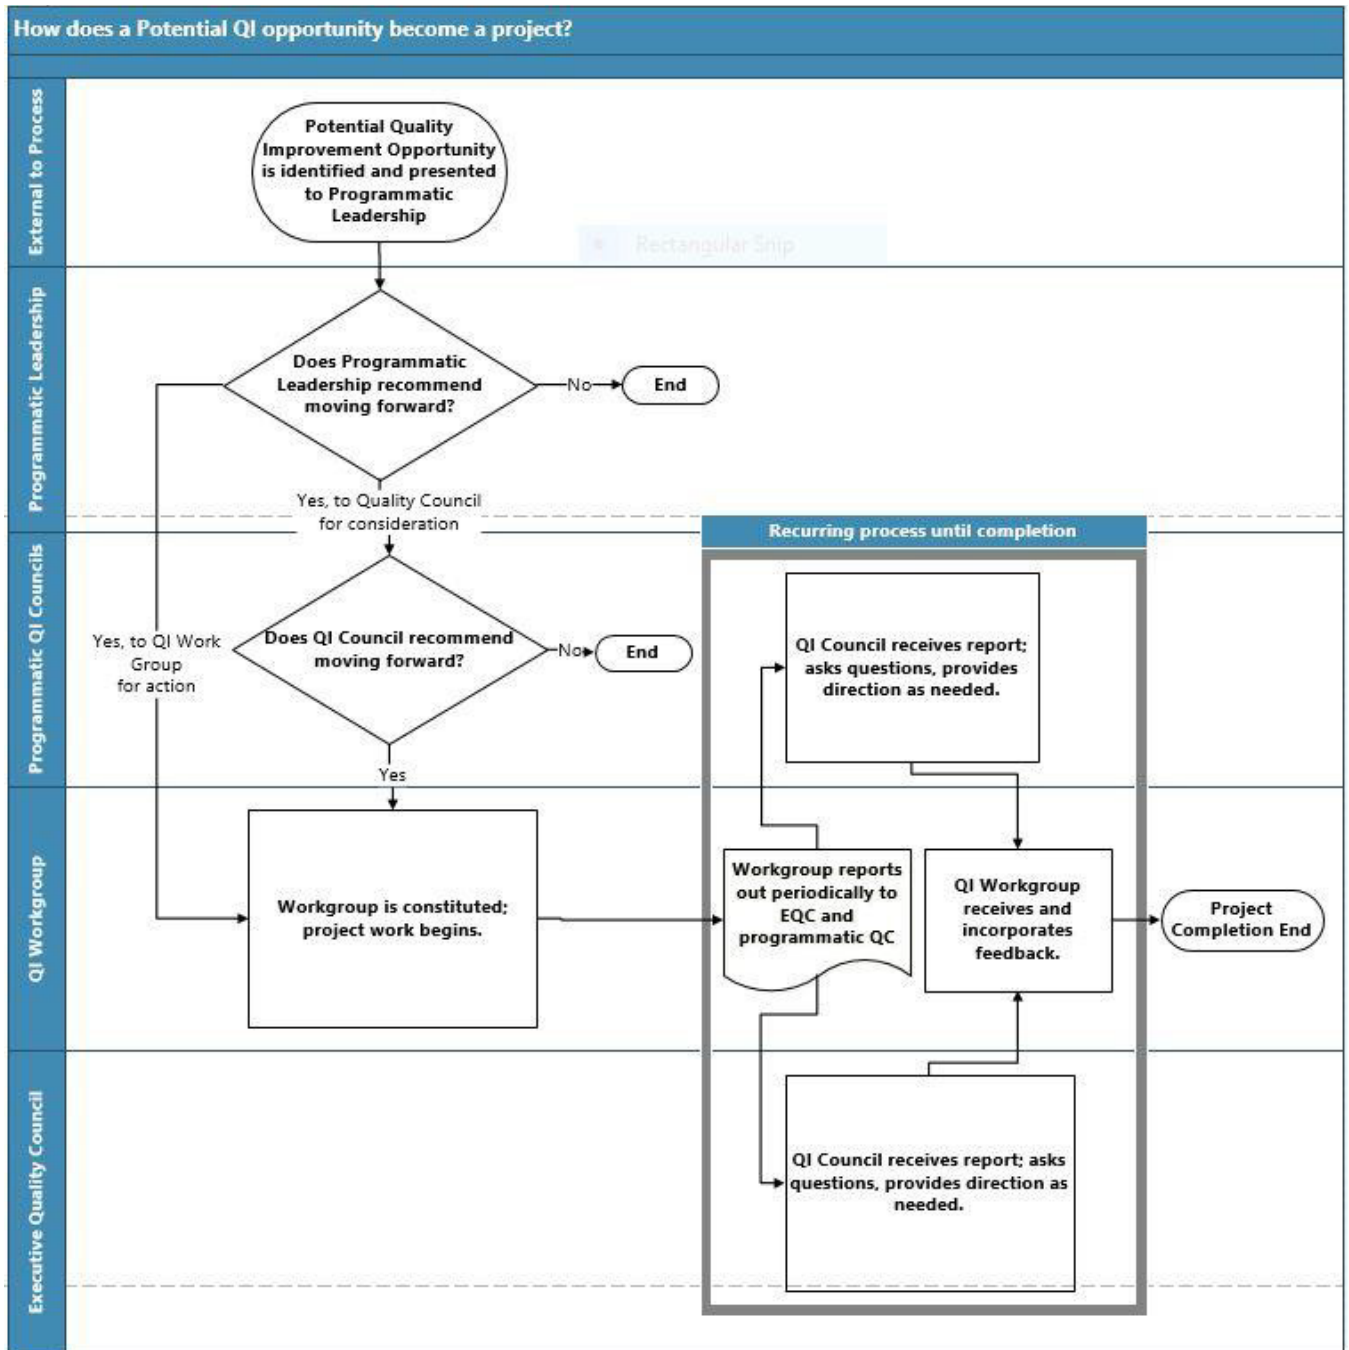 How does a Potential QI opportunity become a project?
External to Process
Potential Quality
Improvement Opportunity
is identified and presented
to Programmatic
Leadership
Rectangular Snip
Programmatic Leadership
Does Programmatic
Leadership recommend
moving forward?
No
End
Yes, to Quality Council
for consideration
Programmatic QI Councils
Yes, to QI Work
Group
for action
Does QI Council recommend
moving forward?
No
End
Yes
Recurring process until completion
QI Council receives report;
asks questions, provides
direction as needed.
QI Workgroup
Workgroup is constituted;
project work begins.
Workgroup reports
out periodically to
EQC and
programmatic QC
QI Workgroup
receives and
incorporates
feedback.
Project
Completion End
Executive Quality Council
QI Council receives report; asks
questions, provides direction as
needed.